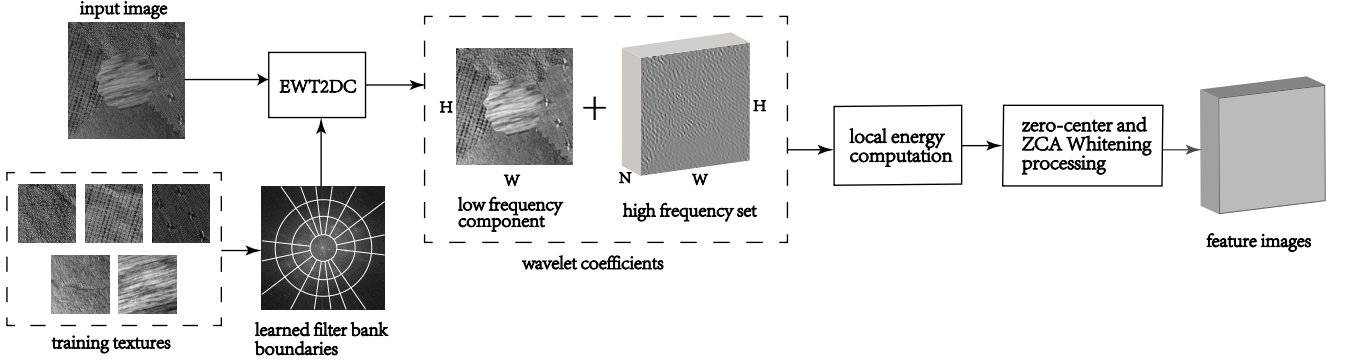 input image
EWT2DC
training textures
learned filter bank
boundaries
H
W
low frequency
component
+
H
N
W
high frequency set
wavelet coefficients
local energy
computation
zero-center and
ZCA Whitening
processing
feature images